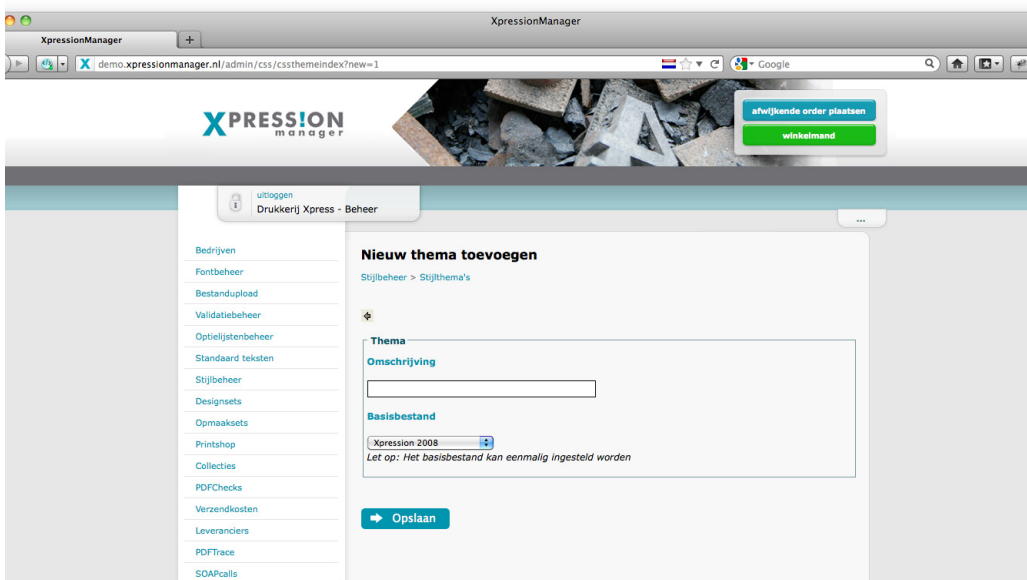 XpressionManager
XpressionManager
demo.xpressionmanager.nl/admin/css/cssthemeindex?new=1
Google
XPRESS!ON
manager
afwijkende order plaatsen
winkelmand
uitloggen
Drukkerij Xpress - Beheer
...
Bedrijven
Fontbeheer
Bestandupload
Validatiebeheer
Optielijstenbeheer
Standaard teksten
Stijlbeheer
Designsets
Opmaaksets
Printshop
Collecties
PDFChecks
Verzendkosten
Leveranciers
PDFTrace
SOAPcalls
Nieuw thema toevoegen
Stijlbeheer > Stijlthema's
Thema
Omschrijving
Basisbestand
Xpression 2008
Let op: Het basisbestand kan eenmalig ingesteld worden
Opslaan